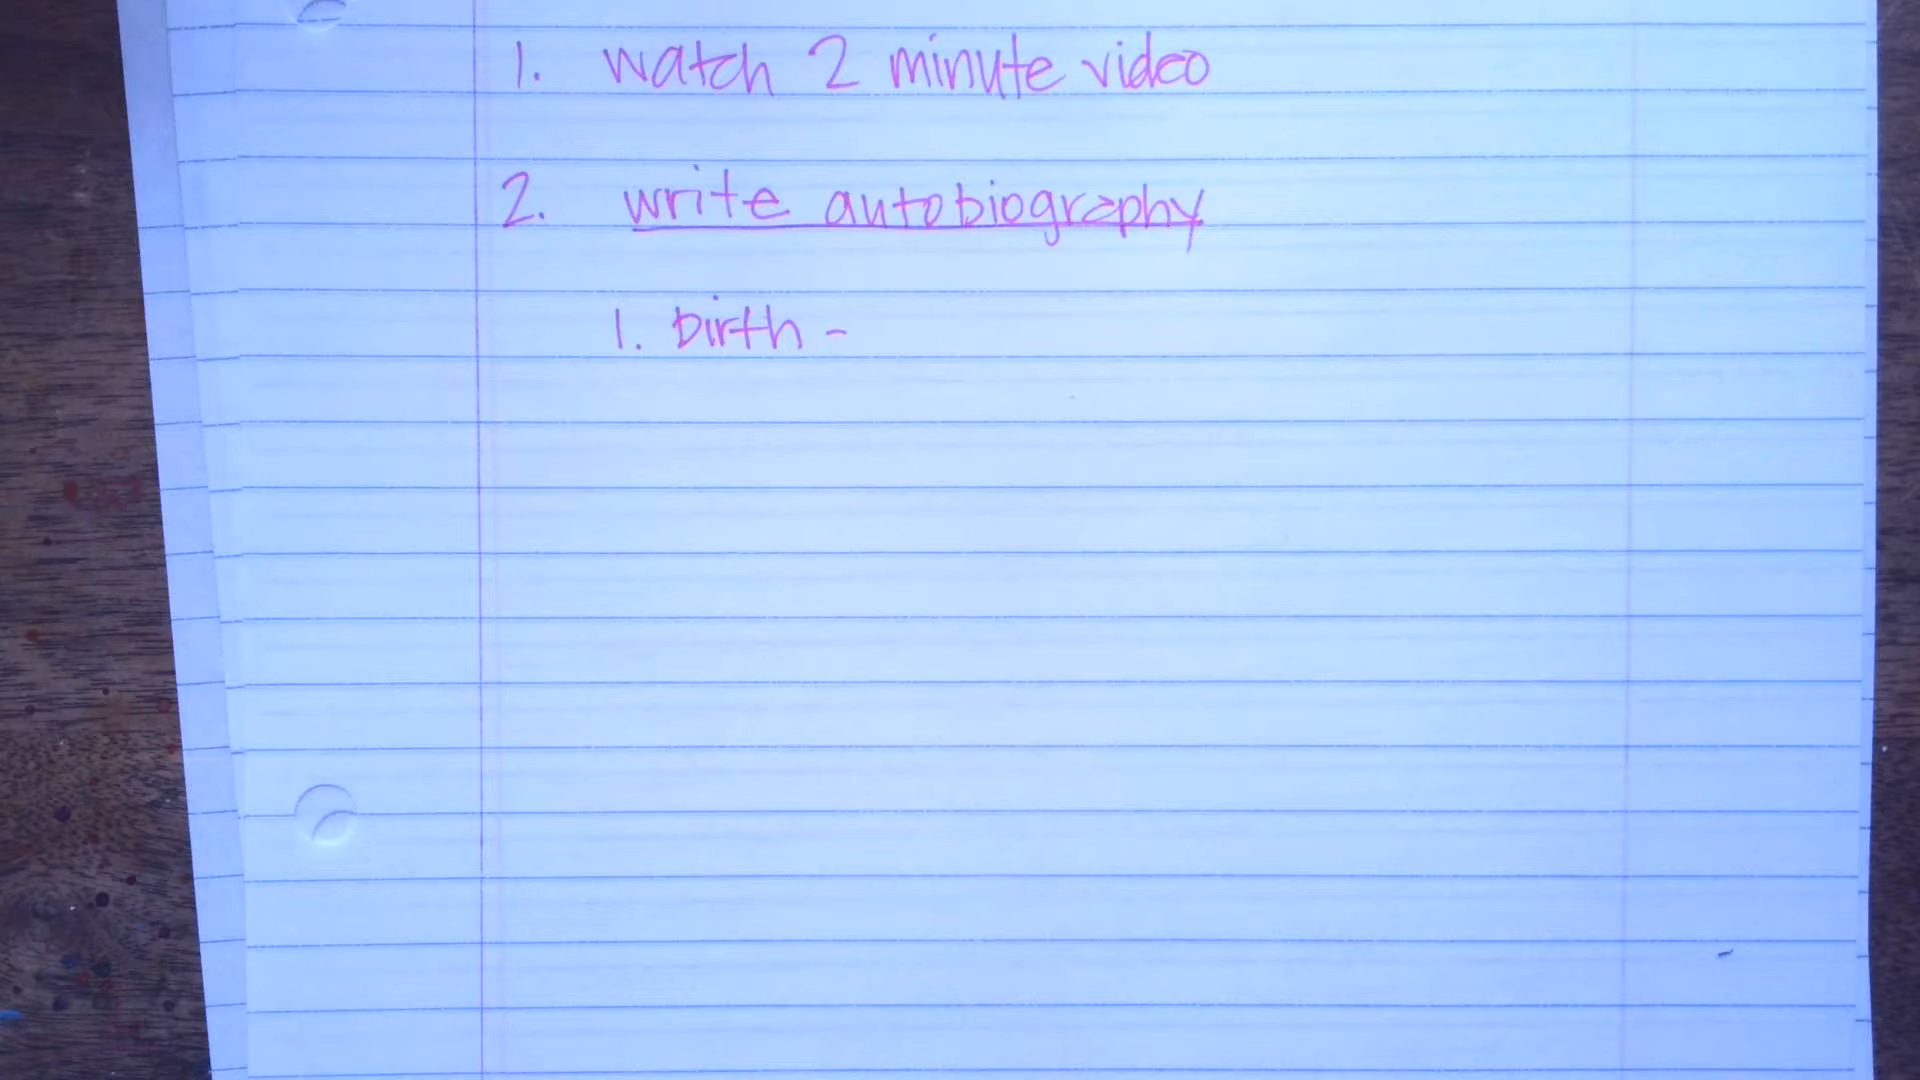 1. watch 2 minute video
2. write autobiography
1. birth -